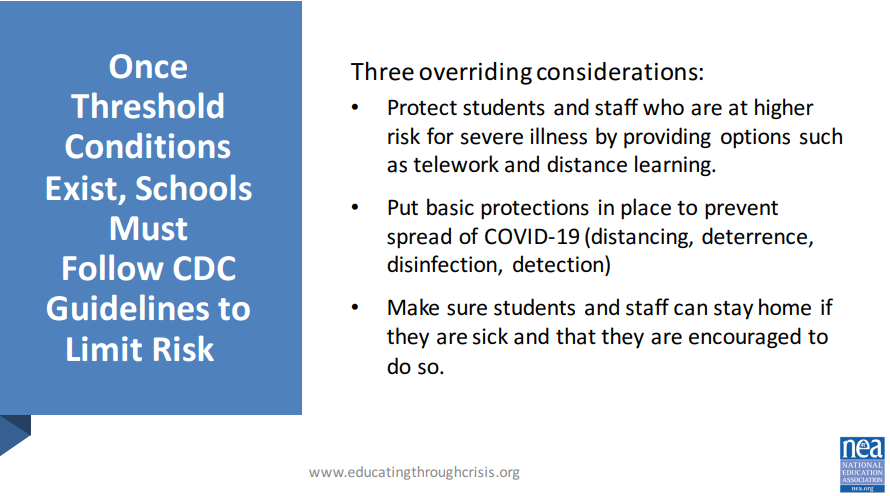 Once
Threshold
Conditions
Exist, Schools
Must
Follow CDC
Guidelines to
Limit Risk
Three overriding considerations:
• Protect students and staff who are at higher
risk for severe illness by providing options such
as telework and distance learning.
• Put basic protections in place to prevent
spread of COVID-19 (distancing, deterrence,
disinfection, detection)
• Make sure students and staff can stay home if
they are sick and that they are encouraged to
do so.
www.educatingthroughcrisis.org
nea
NATIONAL
EDUCATION
ASSOCIATION
nea.org